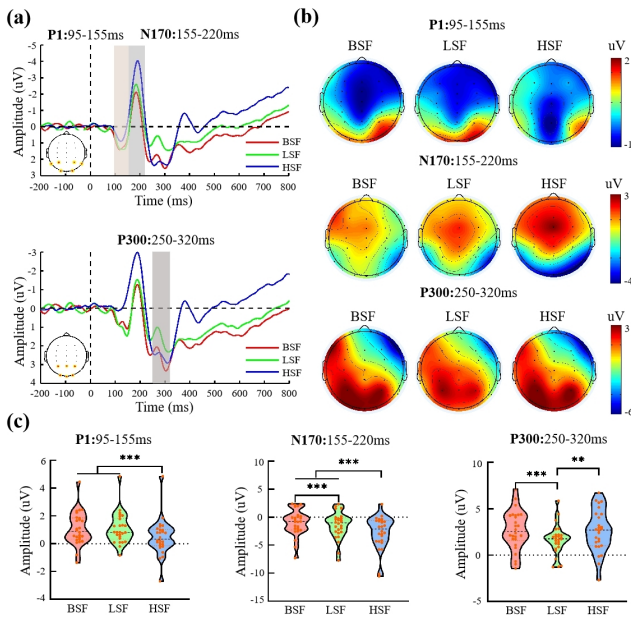 (a)
P1:95-155ms N170:155-220ms
-5
-4
-3
-2
-1
0
1
2
3
Amplitude (uV)
BSF
LSF
HSF
-200 -100 0 100 200 300 400 500 600 700 800
Time (ms)
P300:250-320ms
-3
-2
-1
0
1
2
3
4
Amplitude (uV)
BSF
LSF
HSF
-200 -100 0 100 200 300 400 500 600 700 800
Time (ms)
(b)
P1:95-155ms
BSF LSF HSF uV
2
-1
N170:155-220ms
BSF LSF HSF uV
3
-4
P300:250-320ms
BSF LSF HSF uV
3
-6
(c)
P1:95-155ms
***
6
4
2
0
-2
-4
Amplitude (uV)
BSF LSF HSF
N170:155-220ms
***
***
10
5
-0
-5
-10
-15
Amplitude (uV)
BSF LSF HSF
P300:250-320ms
*** **
10
5
0
-5
Amplitude (uV)
BSF LSF HSF